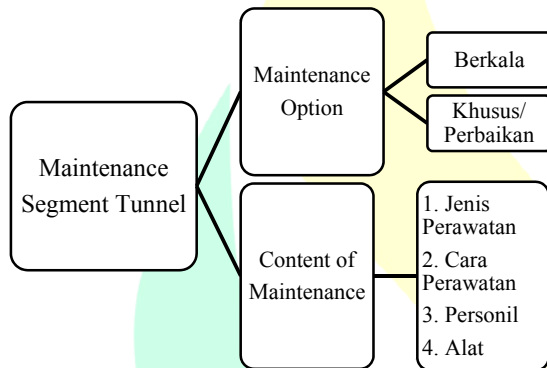 Maintenance
Segment Tunnel
Maintenance
Option
Berkala
Khusus/
Perbaikan
Content of
Maintenance
1. Jenis
Perawatan
2. Cara
Perawatan
3. Personil
4. Alat